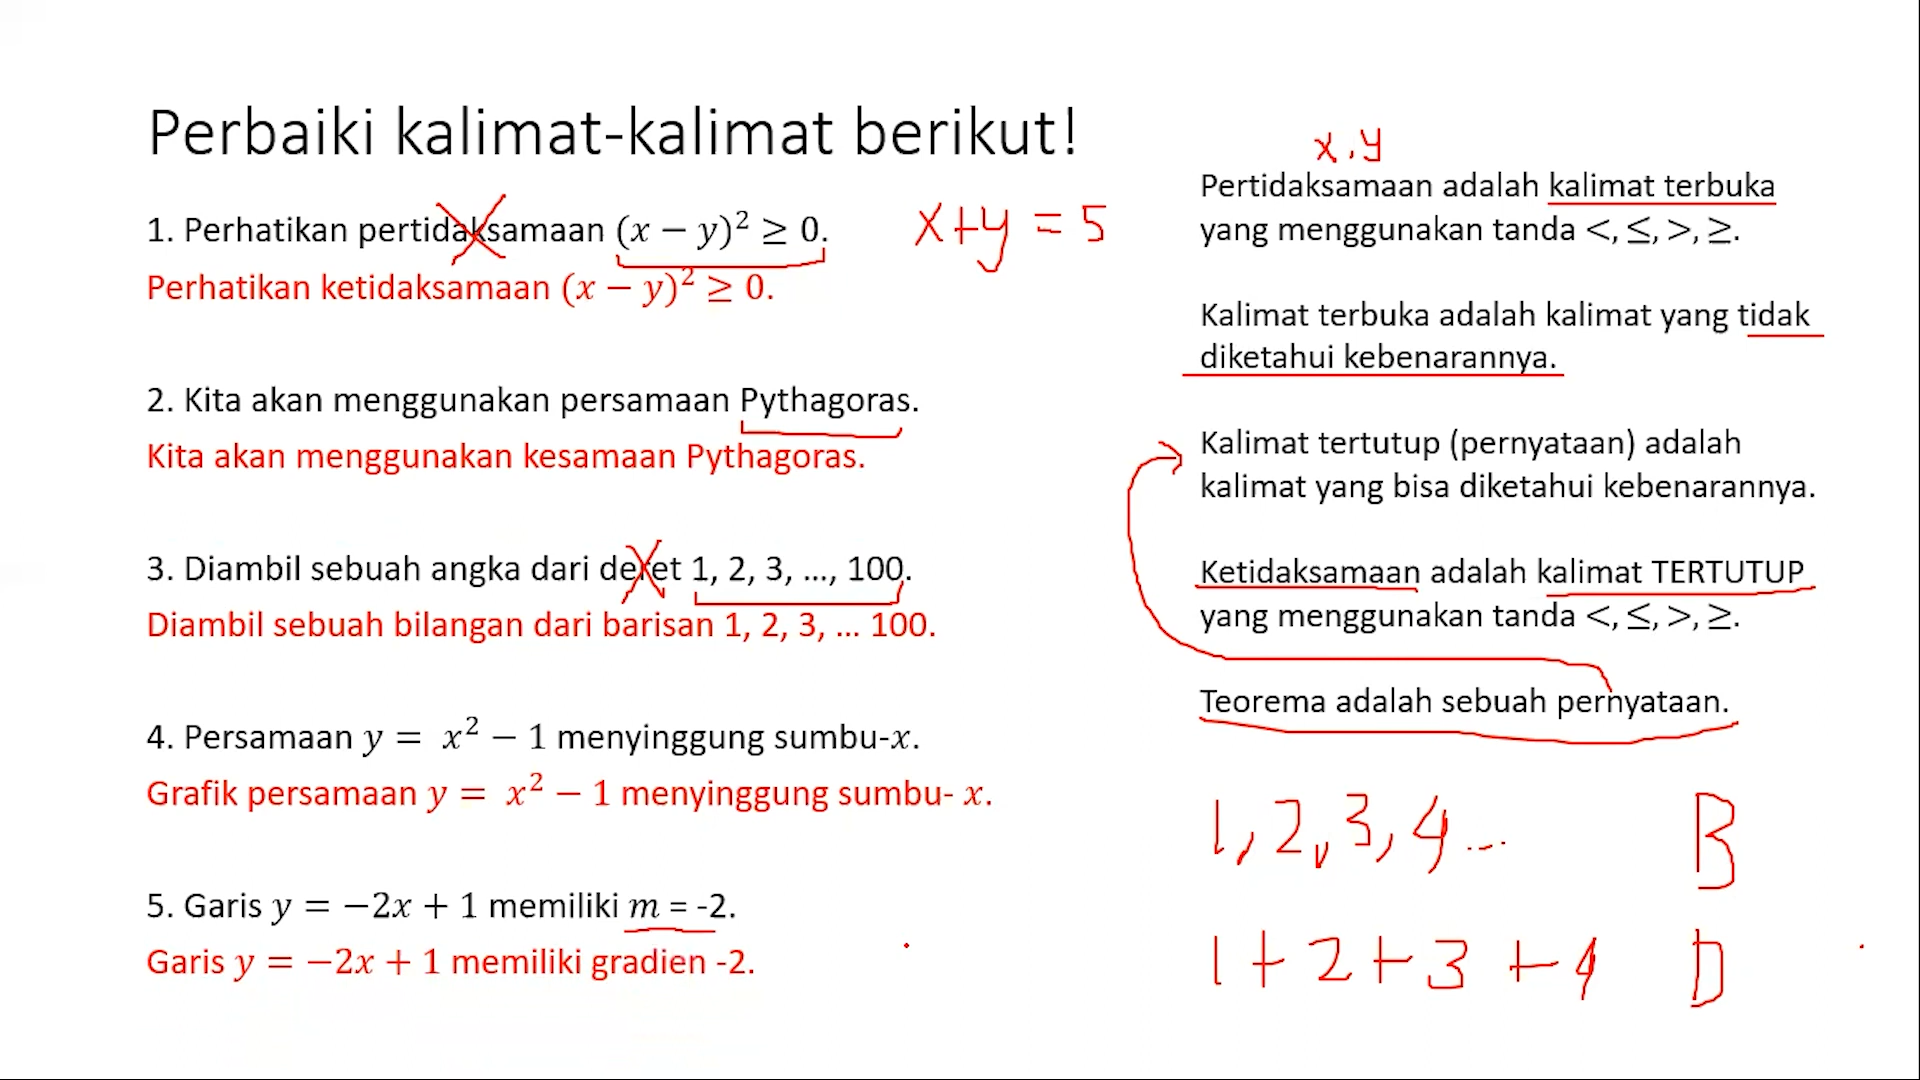 Perbaiki kalimat-kalimat berikut!
1. Perhatikan pertidaksamaan (x − y)² ≥ 0.
x+y = 5
Perhatikan ketidaksamaan (x − y)² ≥ 0.
2. Kita akan menggunakan persamaan Pythagoras.
Kita akan menggunakan kesamaan Pythagoras.
3. Diambil sebuah angka dari deret 1, 2, 3, ..., 100.
Diambil sebuah bilangan dari barisan 1, 2, 3, ... 100.
4. Persamaan y = x² − 1 menyinggung sumbu-x.
Grafik persamaan y = x² − 1 menyinggung sumbu- x.
5. Garis y = −2x + 1 memiliki m = -2.
Garis y = −2x + 1 memiliki gradien -2.
x,y
Pertidaksamaan adalah kalimat terbuka
yang menggunakan tanda <, ≤, >, ≥.
Kalimat terbuka adalah kalimat yang tidak
diketahui kebenarannya.
Kalimat tertutup (pernyataan) adalah
kalimat yang bisa diketahui kebenarannya.
Ketidaksamaan adalah kalimat TERTUTUP
yang menggunakan tanda <, ≤, >, ≥.
Teorema adalah sebuah pernyataan.
1, 2, 3, 4 ... B
1 + 2 + 3 + 4 D